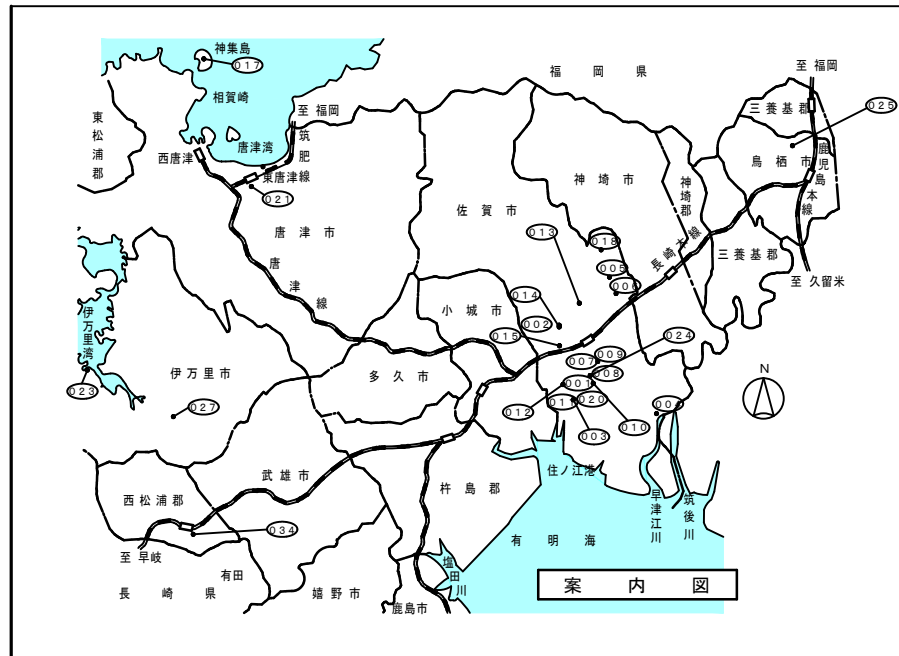 神集島
017
相賀崎
至 福岡
福岡県
至 福岡
三養基郡
025
東松浦郡
筑肥線
唐津湾
西唐津
東唐津
021
鳥栖市
鹿児島本線
神埼市
神埼郡
佐賀市
唐津市
013
018
長崎本線
三養基郡
005
006
至 久留米
唐津線
014
小城市
002
015
024
伊万里湾
009
007
伊万里市
多久市
008
001
N
023
027
012
011
020
010
003
武雄市
杵島郡
住ノ江港
西松浦郡
早津江川
筑後川
034
有明海
至 早岐
有田
塩田川
案内図
長崎県
嬉野市
鹿島市